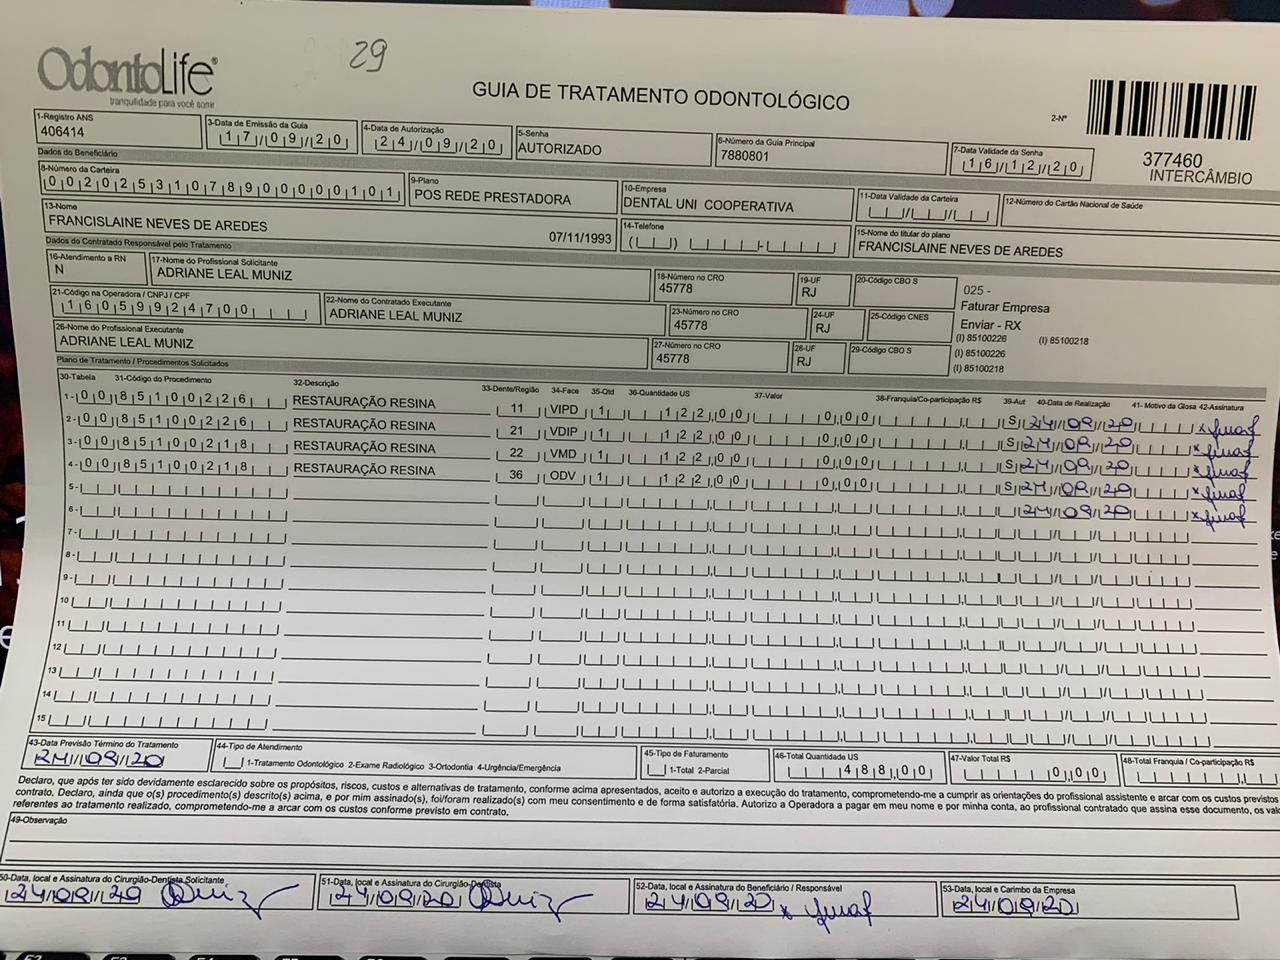 OdontoLife®
tranquilidade para você sorrir
29
GUIA DE TRATAMENTO ODONTOLÓGICO
2-Nº
377460
INTERCÂMBIO
1-Registro ANS
406414
3-Data de Emissão da Guia
17/09/20
4-Data de Autorização
24/09/20
5-Senha
AUTORIZADO
6-Número da Guia Principal
7880801
7-Data Validade da Senha
16/12/20
Dados do Beneficiário
8-Número da Carteira
00202531078900000101
9-Plano
POS REDE PRESTADORA
10-Empresa
DENTAL UNI COOPERATIVA
11-Data Validade da Carteira
12-Número do Cartão Nacional de Saúde
13-Nome
FRANCISLAINE NEVES DE AREDES 07/11/1993
14-Telefone
15-Nome do titular do plano
FRANCISLAINE NEVES DE AREDES
Dados do Contratado Responsável pelo Tratamento
16-Atendimento a RN
N
17-Nome do Profissional Solicitante
ADRIANE LEAL MUNIZ
18-Número no CRO
45778
19-UF
RJ
20-Código CBO S
025 -
Faturar Empresa
Enviar - RX
(I) 85100226 (I) 85100218
(I) 85100226
(I) 85100218
21-Código na Operadora / CNPJ / CPF
16059924700
22-Nome do Contratado Executante
ADRIANE LEAL MUNIZ
23-Número no CRO
45778
24-UF
RJ
25-Código CNES
26-Nome do Profissional Executante
ADRIANE LEAL MUNIZ
27-Número no CRO
45778
28-UF
RJ
29-Código CBO S
Plano de Tratamento / Procedimentos Solicitados
30-Tabela 31-Código do Procedimento 32-Descrição 33-Dente/Região 34-Face 35-Qtd 36-Quantidade US 37-Valor 38-Franquia/Co-participação R$ 39-Aut 40-Data de Realização 41- Motivo da Glosa 42-Assinatura
1- 00 85100226 RESTAURAÇÃO RESINA 11 VIPD 1 122,00 0,00 S 24/09/20
2- 00 85100226 RESTAURAÇÃO RESINA 21 VDIP 1 122,00 0,00 S 24/09/20
3- 00 85100218 RESTAURAÇÃO RESINA 22 VMD 1 122,00 0,00 S 24/09/20
4- 00 85100218 RESTAURAÇÃO RESINA 36 ODV 1 122,00 0,00 S 24/09/20
5- 24/09/20
6-
7-
8-
9-
10
11
12
13
14
15
43-Data Previsão Término do Tratamento
24/09/20
44-Tipo de Atendimento
1-Tratamento Odontológico 2-Exame Radiológico 3-Ortodontia 4-Urgência/Emergência
45-Tipo de Faturamento
1-Total 2-Parcial
46-Total Quantidade US
488,00
47-Valor Total R$
0,00
48-Total Franquia / Co-participação R$
Declaro, que após ter sido devidamente esclarecido sobre os propósitos, riscos, custos e alternativas de tratamento, conforme acima apresentados, aceito e autorizo a execução do tratamento, comprometendo-me a cumprir as orientações do profissional assistente e arcar com os custos previstos
contrato. Declaro, ainda que o(s) procedimento(s) descrito(s) acima, e por mim assinado(s), foi/foram realizado(s) com meu consentimento e de forma satisfatória. Autorizo a Operadora a pagar em meu nome e por minha conta, ao profissional contratado que assina esse documento, os
referentes ao tratamento realizado, comprometendo-me a arcar com os custos conforme previsto em contrato.
49-Observação
50-Data, local e Assinatura do Cirurgião-Dentista Solicitante
24/09/20
51-Data, local e Assinatura do Cirurgião-Dentista
24/09/20
52-Data, local e Assinatura do Beneficiário / Responsável
24/09/20
53-Data, local e Carimbo da Empresa
24/09/20